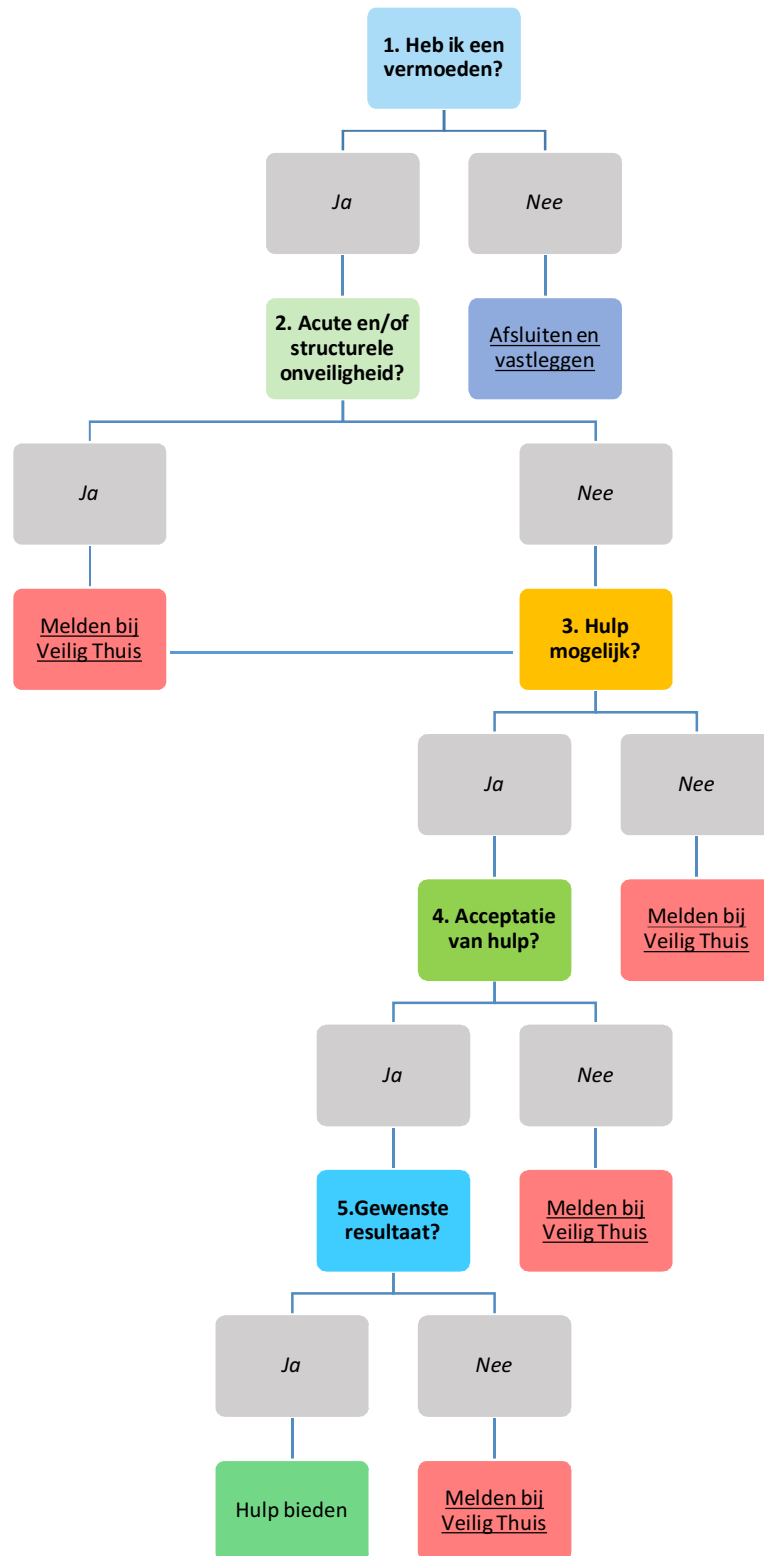 1. Heb ik een
vermoeden?
Ja
Nee
2. Acute en/of
structurele
onveiligheid?
Afsluiten en
vastleggen
Ja
Nee
Melden bij
Veilig Thuis
3. Hulp
mogelijk?
Ja
Nee
4. Acceptatie
van hulp?
Melden bij
Veilig Thuis
Ja
Nee
5.Gewenste
resultaat?
Melden bij
Veilig Thuis
Ja
Nee
Hulp bieden
Melden bij
Veilig Thuis